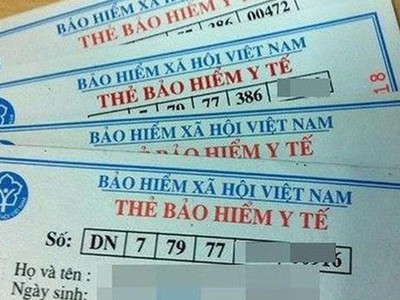 BẢO HIỂM XÃ HỘI VIỆT NAM
THẺ BẢO HIỂM Y TẾ
386 00472
BẢO HIỂM XÃ HỘI VIỆT NAM
THẺ BẢO HIỂM Y TẾ
7 79 77 386
18
BẢO HIỂM XÃ HỘI VIỆT NAM
THẺ BẢO HIỂM Y TẾ
BẢO HIỂM XÃ HỘI VIỆT NAM
THẺ BẢO HIỂM Y TẾ
Số: DN 7 79 77
Họ và tên :
Ngày sinh: